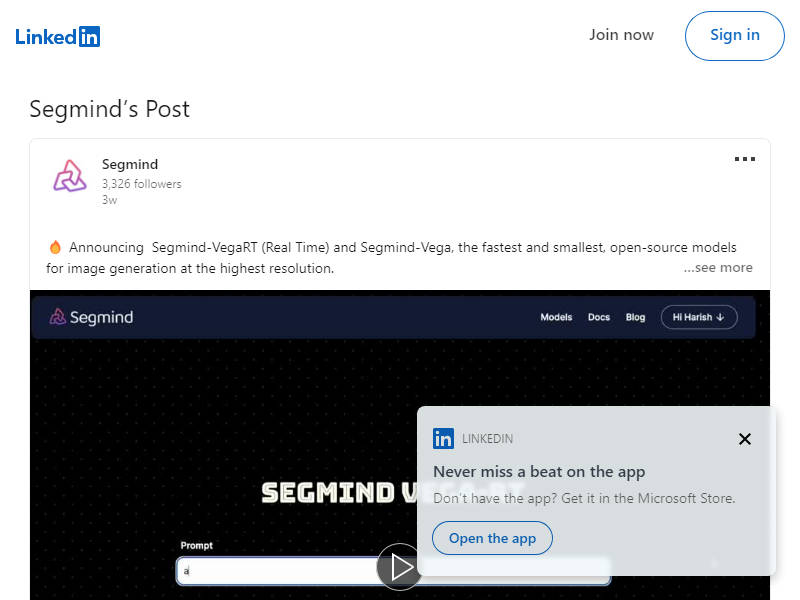 Linked in
Join now
Sign in
Segmind's Post
Segmind
3,326 followers
3w
🔥 Announcing Segmind-VegaRT (Real Time) and Segmind-Vega, the fastest and smallest, open-source models
for image generation at the highest resolution.
...see more
Segmind
Models
Docs
Blog
Hi Harish ↓
SEGMIND VEGA-RT
in LINKEDIN
Never miss a beat on the app
Don't have the app? Get it in the Microsoft Store.
Open the app
Prompt
a